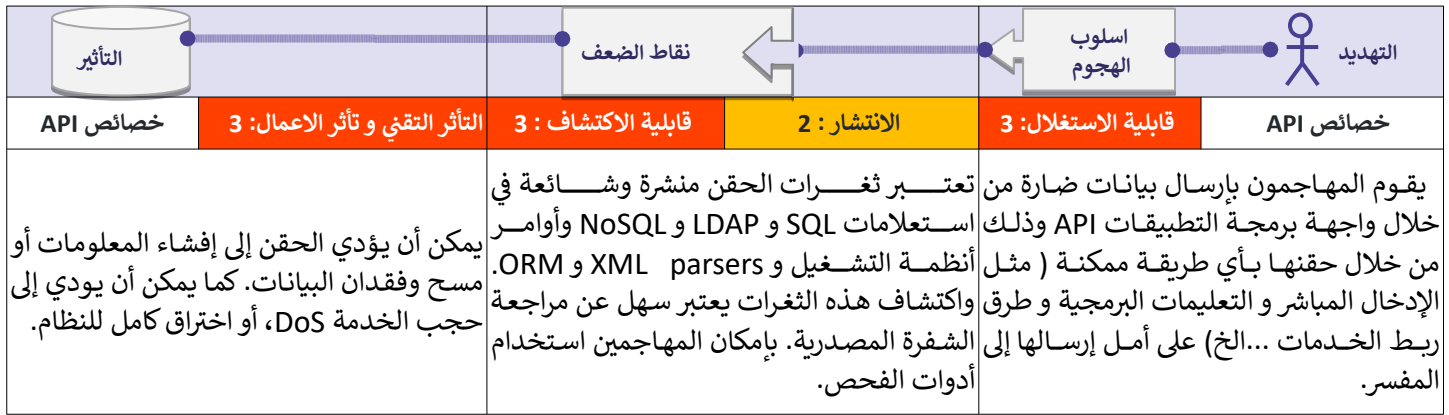 التهديد
اسلوب
الهجوم
نقاط الضعف
التأثير
خصائص API
قابلية الاستغلال: 3
الانتشار : 2
قابلية الاكتشاف : 3
التأثر التقني و تأثر الاعمال: 3
خصائص API
يقوم المهاجمون بإرسال بيانات ضارة من
خلال واجهة برمجة التطبيقات API وذلك
من خلال حقنها بأي طريقة ممكنة ( مثل
الإدخال المباشر و التعليمات البرمجية و طرق
ربط الخدمات ...الخ) على أمل إرسالها إلى
المفسر.
تعتبر ثغرات الحقن منشرة وشائعة في
استعلامات SQL و LDAP و NoSQL وأوامر
أنظمة التشغيل و XML parsers و ORM.
واكتشاف هذه الثغرات يعتبر سهل عن مراجعة
الشفرة المصدرية. بإمكان المهاجمين استخدام
أدوات الفحص.
يمكن أن يؤدي الحقن إلى إفشاء المعلومات أو
مسح وفقدان البيانات. كما يمكن أن يودي إلى
حجب الخدمة DoS، أو اختراق كامل للنظام.